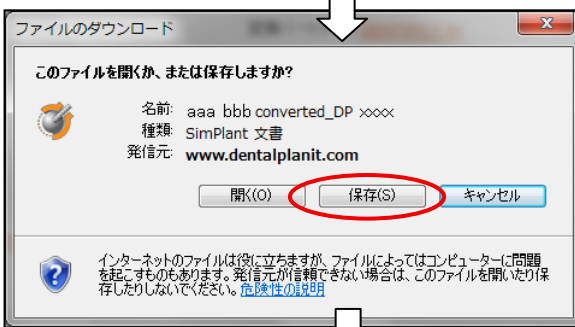 ファイルのダウンロード
このファイルを開くか、または保存しますか?
名前: aaa bbb converted_DP xxxx
種類: SimPlant 文書
発信元: www.dentalplanit.com
開く(O)
保存(S)
キャンセル
インターネットのファイルは役に立ちますが、ファイルによってはコンピューターに問題
を起こすものもあります。発信元が信頼できない場合は、このファイルを開いたり保
存したりしないでください。危険性の説明